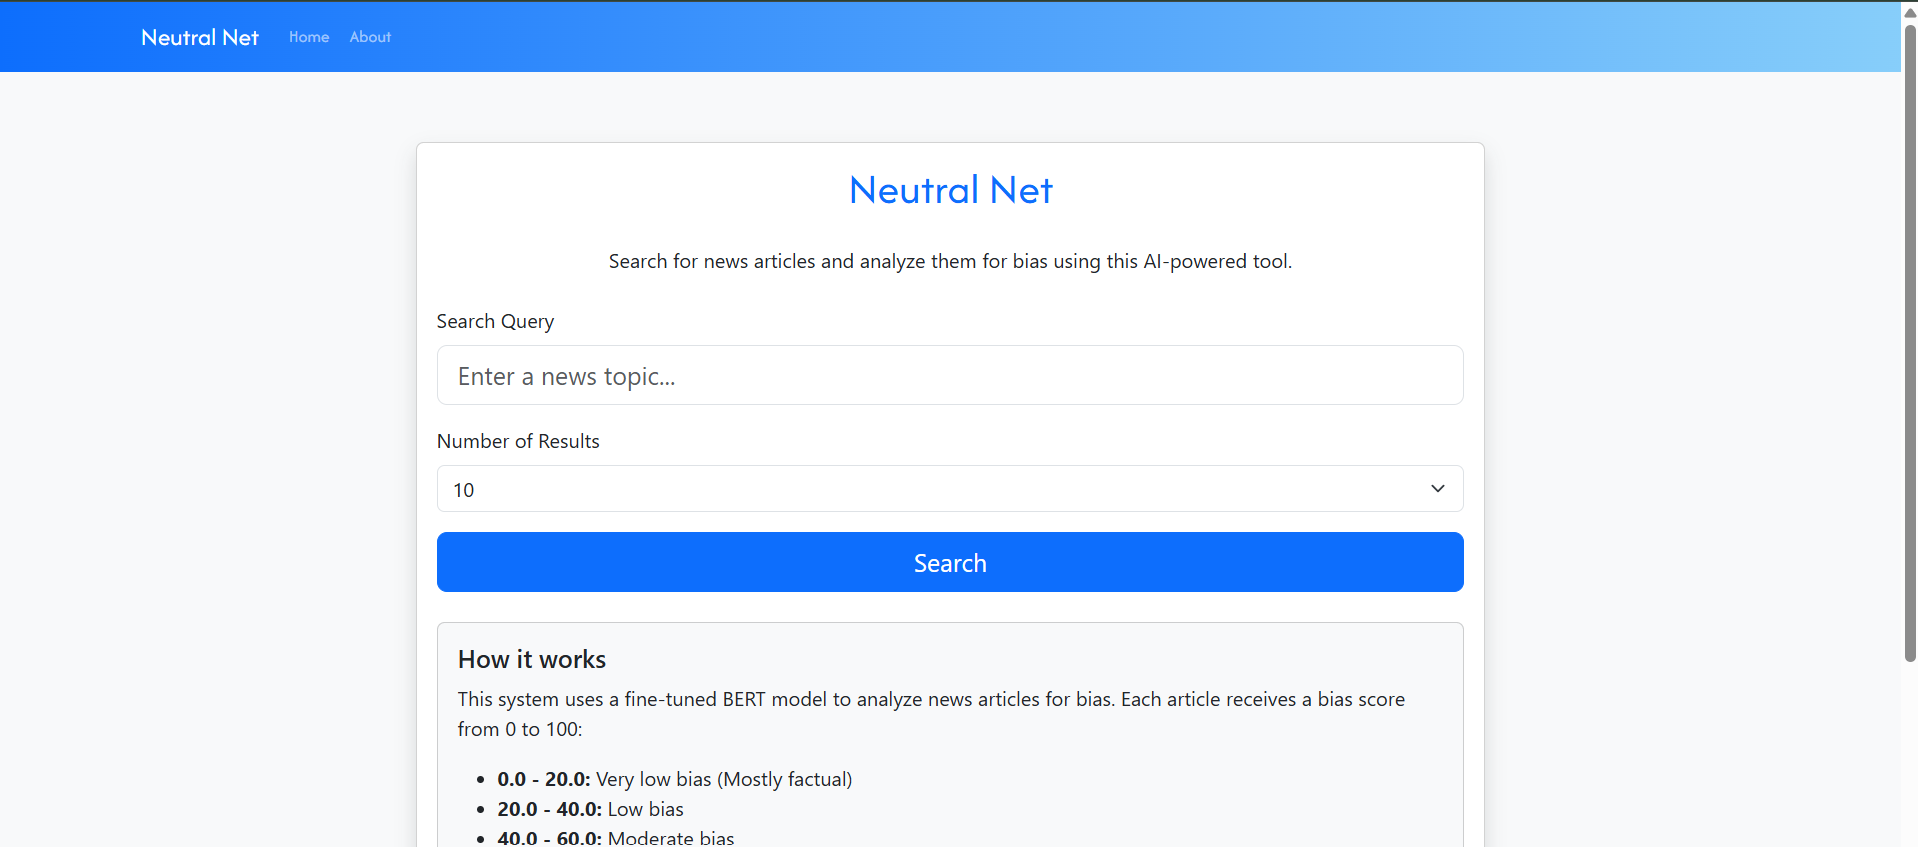 Neutral Net Home About
Neutral Net
Search for news articles and analyze them for bias using this AI-powered tool.
Search Query
Enter a news topic...
Number of Results
10
Search
How it works
This system uses a fine-tuned BERT model to analyze news articles for bias. Each article receives a bias score
from 0 to 100:
• 0.0 - 20.0: Very low bias (Mostly factual)
• 20.0 - 40.0: Low bias
• 40.0 - 60.0: Moderate bias